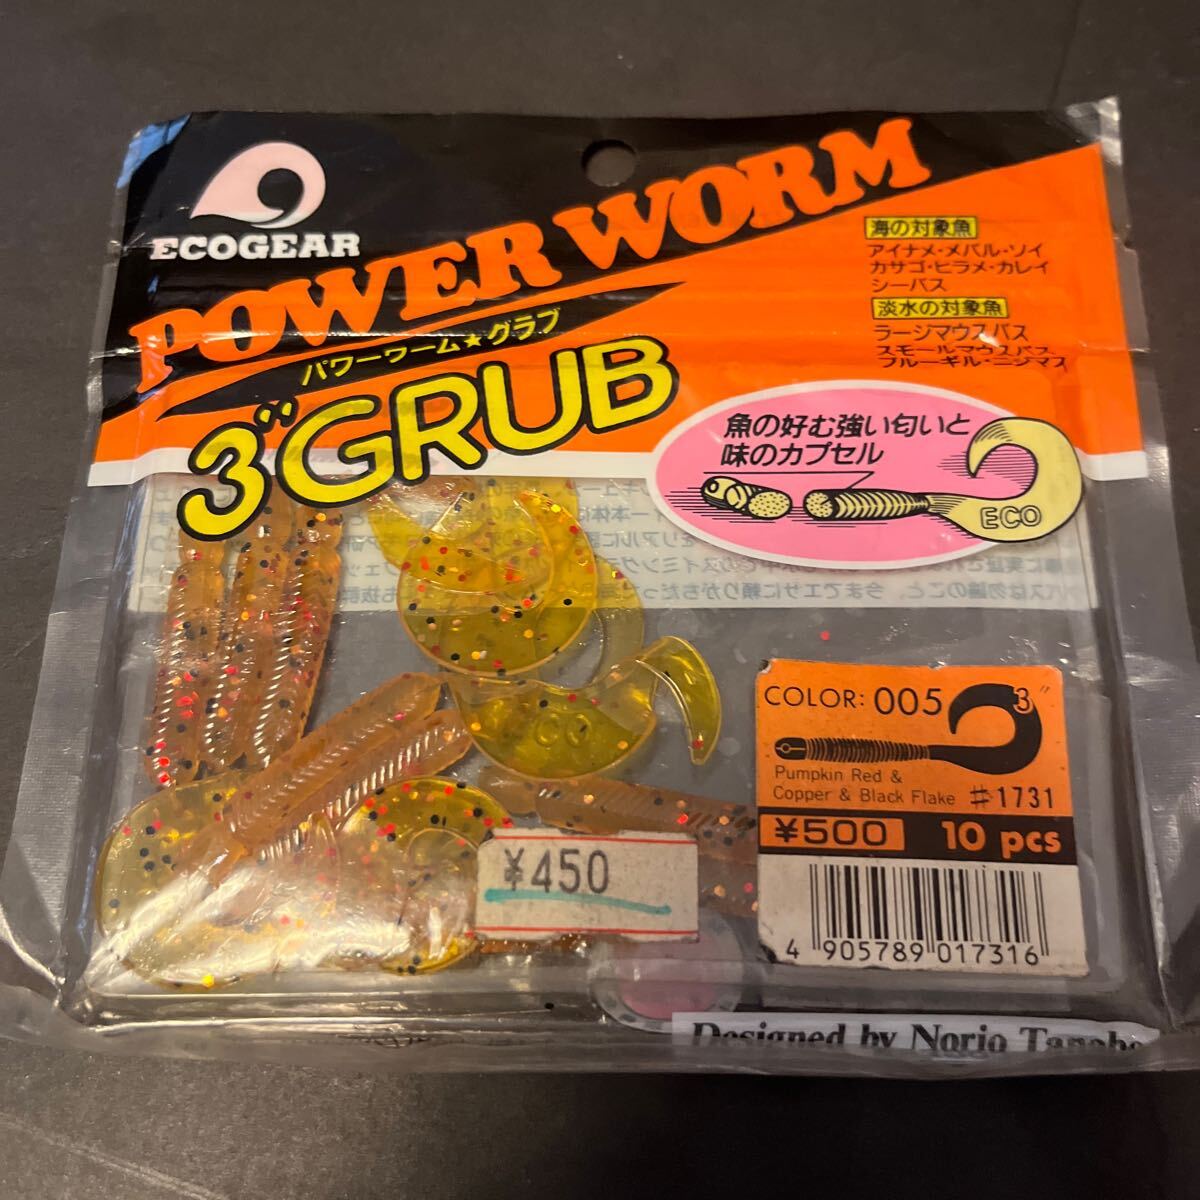 ECOGEAR
POWER WORM
パワーワーム★グラブ
3"GRUB
海の対象魚
アイナメ・メバル・ソイ
カサゴ・ヒラメ・カレイ
シーバス
淡水の対象魚
ラージマウスバス
スモールマウスバス
ブルーギル・ニジマス
魚の好む強い匂いと
味のカプセル
ECO
ECO
COLOR: 005
3"
Pumpkin Red &
Copper & Black Flake #1731
¥500 10 pcs
4 905789 017316
¥450
Designed by Norio Tanabe